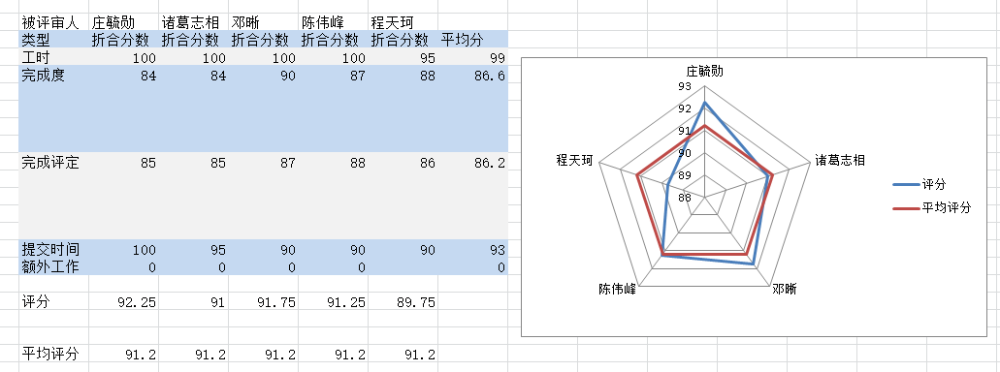 被评审人 庄毓勋 诸葛志相 邓晰 陈伟峰 程天珂
类型 折合分数 折合分数 折合分数 折合分数 折合分数 平均分
工时 100 100 100 100 95 99
完成度 84 84 90 87 88 86.6
完成评定 85 85 87 88 86 86.2
提交时间 100 95 90 90 90 93
额外工作 0 0 0 0 0 0
评分 92.25 91 91.75 91.25 89.75
平均评分 91.2 91.2 91.2 91.2 91.2
庄毓勋
93
92
91
90
89
88
程天珂
诸葛志相
陈伟峰
邓晰
评分
平均评分